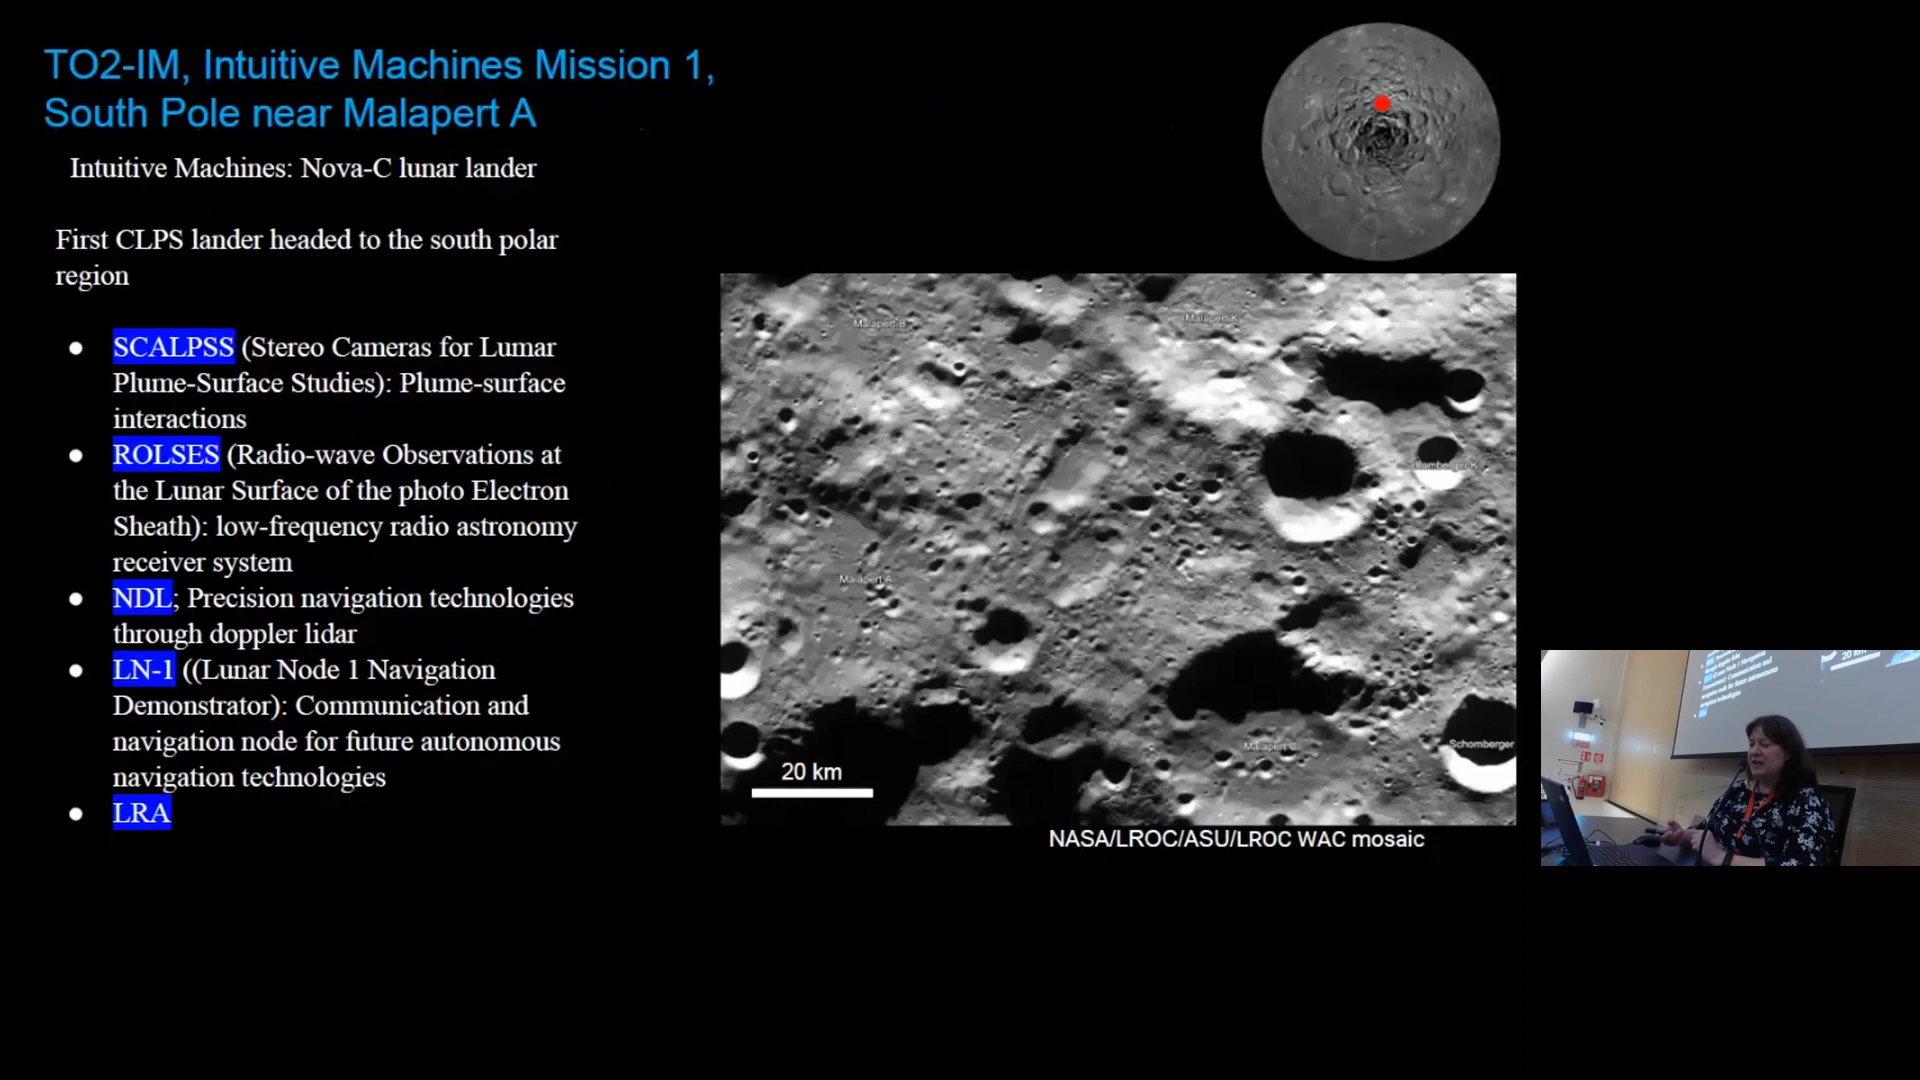 TO2-IM, Intuitive Machines Mission 1,
South Pole near Malapert A
Intuitive Machines: Nova-C lunar lander
First CLPS lander headed to the south polar
region
● SCALPSS (Stereo Cameras for Lumar
Plume-Surface Studies): Plume-surface
interactions
● ROLSES (Radio-wave Observations at
the Lunar Surface of the photo Electron
Sheath): low-frequency radio astronomy
receiver system
● NDL; Precision navigation technologies
through doppler lidar
● LN-1 ((Lunar Node 1 Navigation
Demonstrator): Communication and
navigation node for future autonomous
navigation technologies
● LRA
Malapert B
Malapert K
Schomberger K
Malapert A
Malapert C
Schomberger
20 km
NASA/LROC/ASU/LROC WAC mosaic
20 km